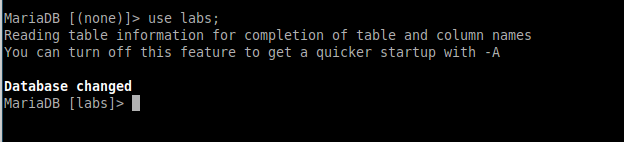 MariaDB [(none)]> use labs;
Reading table information for completion of table and column names
You can turn off this feature to get a quicker startup with -A
Database changed
MariaDB [labs]>